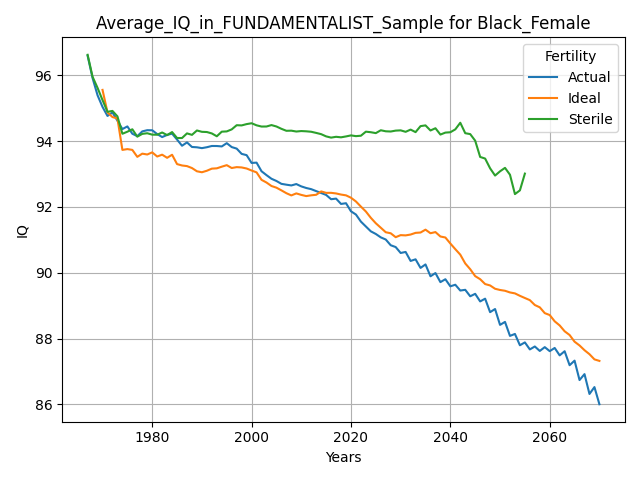 Average_IQ_in_FUNDAMENTALIST_Sample for Black_Female
Fertility
Actual
Ideal
Sterile
IQ
96
94
92
90
88
86
1980
2000
2020
2040
2060
Years